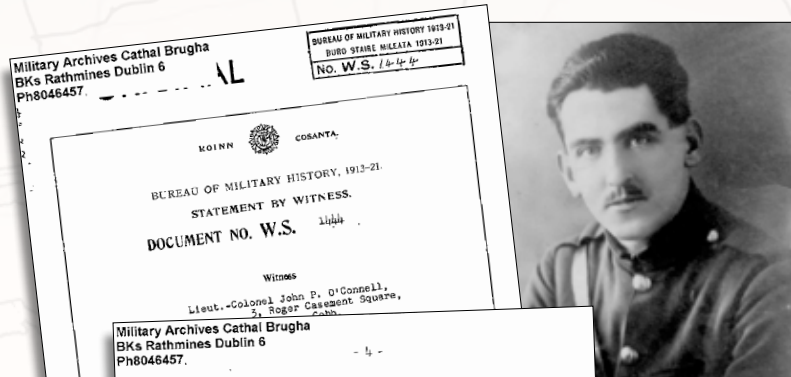 Military Archives Cathal Brugha
BKs Rathmines Dublin 6
Ph8046457.
BUREAU OF MILITARY HISTORY 1913-21
BURO STAIRE MILEATA 1913-21
No. W.S. 1444
ROINN COSANTA.
BUREAU OF MILITARY HISTORY, 1913-21.
STATEMENT BY WITNESS.
DOCUMENT NO. W.S. 1444
Witness
Lieut.-Colonel John P. O'Connell,
3, Roger Casement Square,
Cobh.
Military Archives Cathal Brugha
BKs Rathmines Dublin 6
Ph8046457.
- 4 -